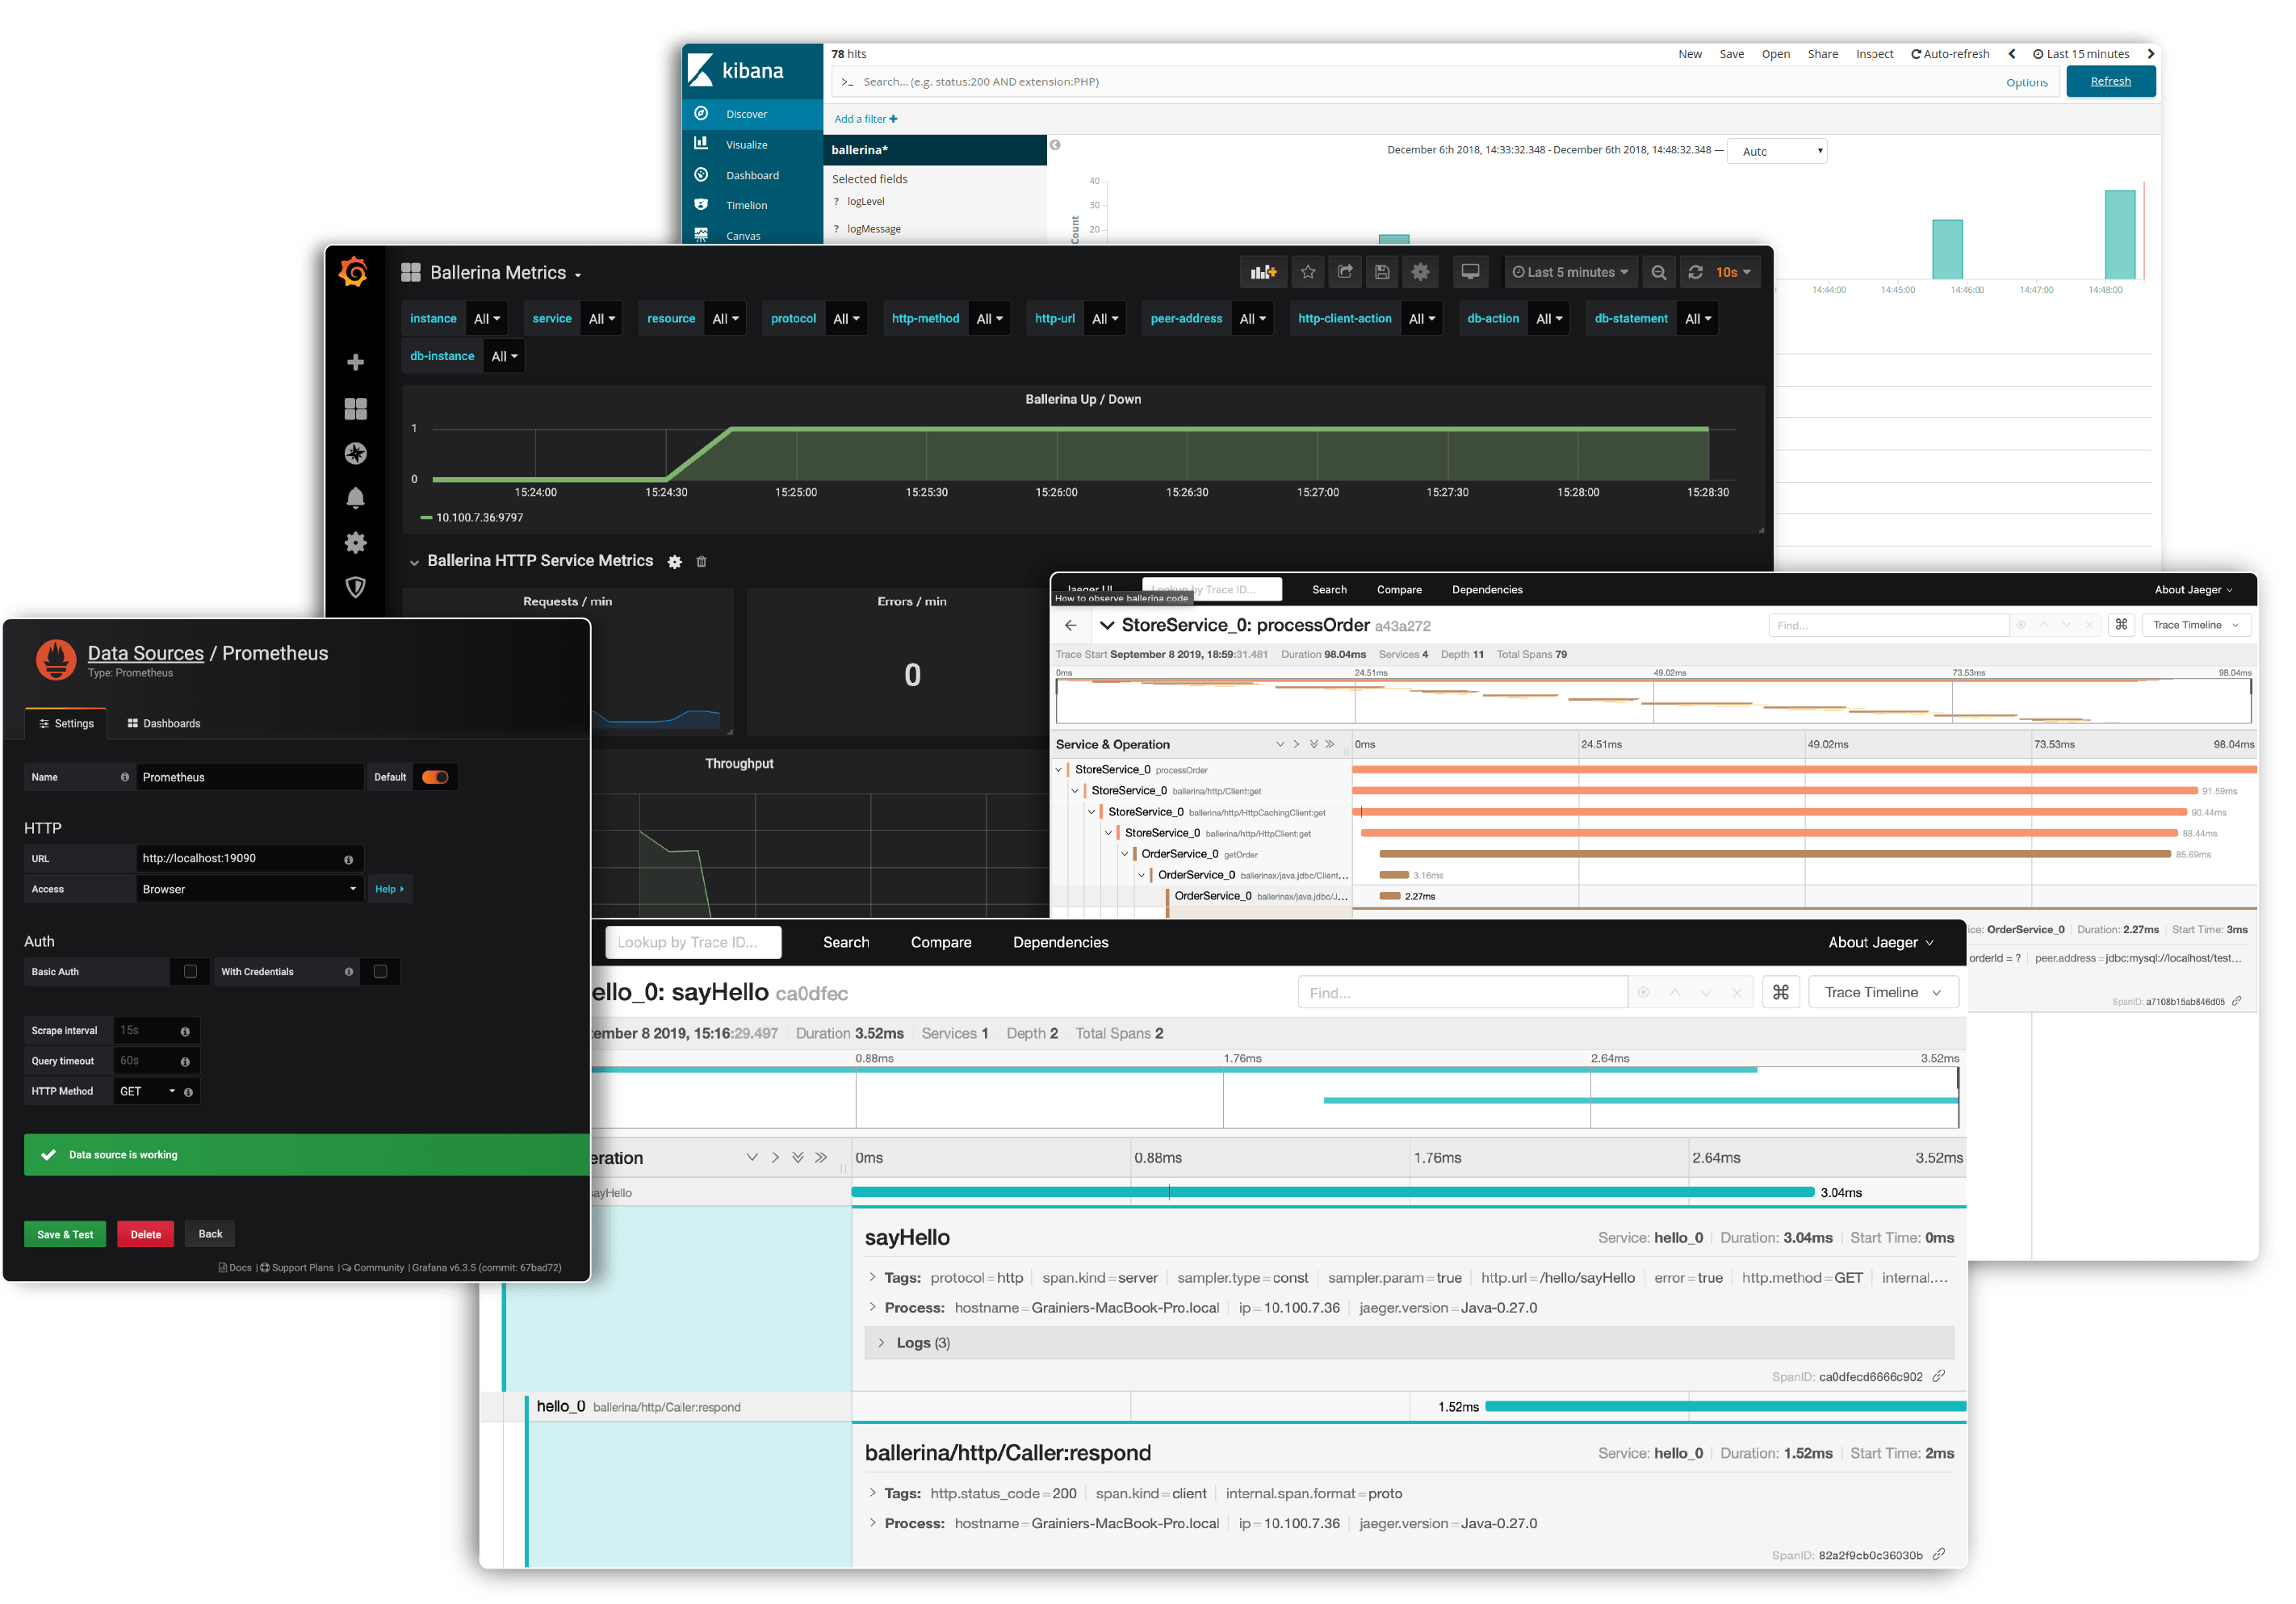 kibana
78 hits
New Save Open Share Inspect Auto-refresh Last 15 minutes
Search... (e.g. status:200 AND extension:PHP)
Options
Refresh
Add a filter +
Discover
Visualize
Dashboard
Timelion
Canvas
ballerina*
Selected fields
? logLevel
? logMessage
December 6th 2018, 14:33:32.348 - December 6th 2018, 14:48:32.348 —
Auto
40
30
20
Count
14:44:00 14:45:00 14:46:00 14:47:00 14:48:00
Ballerina Metrics
Last 5 minutes
10s
instance All service All resource All protocol All http-method All http-url All peer-address All http-client-action All db-action All db-statement All
db-instance All
Ballerina Up / Down
1
0
15:24:00 15:24:30 15:25:00 15:25:30 15:26:00 15:26:30 15:27:00 15:27:30 15:28:00 15:28:30
10.100.7.36:9797
Ballerina HTTP Service Metrics
Requests / min
Errors / min
0
Throughput
Data Sources / Prometheus
Type: Prometheus
Settings Dashboards
Name Prometheus Default
HTTP
URL http://localhost:19090
Access Browser Help
Auth
Basic Auth With Credentials
Scrape interval 15s
Query timeout 60s
HTTP Method GET
Data source is working
Save & Test Delete Back
Docs | Support Plans | Community | Grafana v6.3.5 (commit: 67bad72)
Jaeger UI Lookup by Trace ID... Search Compare Dependencies About Jaeger
How to observe ballerina code
StoreService_0: processOrder a43a272
Find...
Trace Timeline
Trace Start September 8 2019, 18:59:31.481 Duration 98.04ms Services 4 Depth 11 Total Spans 79
0ms 24.51ms 49.02ms 73.53ms 98.04ms
Service & Operation 0ms 24.51ms 49.02ms 73.53ms 98.04ms
StoreService_0 processOrder
StoreService_0 ballerina/http/Client:get 91.59ms
StoreService_0 ballerina/http/HttpCachingClient:get 90.44ms
StoreService_0 ballerina/http/HttpClient:get 88.44ms
OrderService_0 getOrder 85.69ms
OrderService_0 ballerinax/java.jdbc/Client... 3.16ms
OrderService_0 ballerinax/java.jdbc/J... 2.27ms
ice: OrderService_0 Duration: 2.27ms Start Time: 3ms
orderId = ? peer.address = jdbc:mysql://localhost/test...
SpanID: a7108b15ab846d05
Lookup by Trace ID... Search Compare Dependencies About Jaeger
ello_0: sayHello ca0dfec
Find...
Trace Timeline
ember 8 2019, 15:16:29.497 Duration 3.52ms Services 1 Depth 2 Total Spans 2
0.88ms 1.76ms 2.64ms 3.52ms
eration 0ms 0.88ms 1.76ms 2.64ms 3.52ms
sayHello 3.04ms
sayHello
Service: hello_0 Duration: 3.04ms Start Time: 0ms
Tags: protocol = http span.kind = server sampler.type = const sampler.param = true http.url = /hello/sayHello error = true http.method = GET internal....
Process: hostname = Grainiers-MacBook-Pro.local ip = 10.100.7.36 jaeger.version = Java-0.27.0
Logs (3)
SpanID: ca0dfecd6666c902
hello_0 ballerina/http/Caller:respond 1.52ms
ballerina/http/Caller:respond
Service: hello_0 Duration: 1.52ms Start Time: 2ms
Tags: http.status_code = 200 span.kind = client internal.span.format = proto
Process: hostname = Grainiers-MacBook-Pro.local ip = 10.100.7.36 jaeger.version = Java-0.27.0
SpanID: 82a2f9cb0c36030b